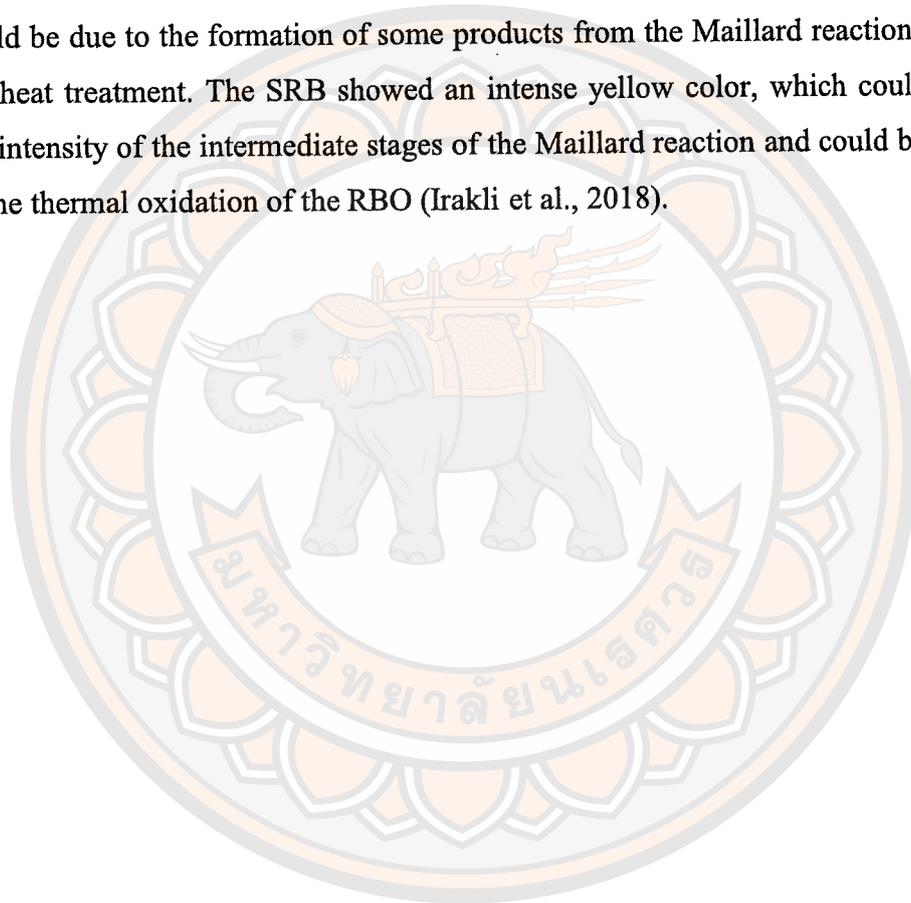 ld be due to the formation of some products from the Maillard reaction
heat treatment. The SRB showed an intense yellow color, which coul
intensity of the intermediate stages of the Maillard reaction and could b
ne thermal oxidation of the RBO (Irakli et al., 2018).
มหาวิทยาลัยนเรศวร